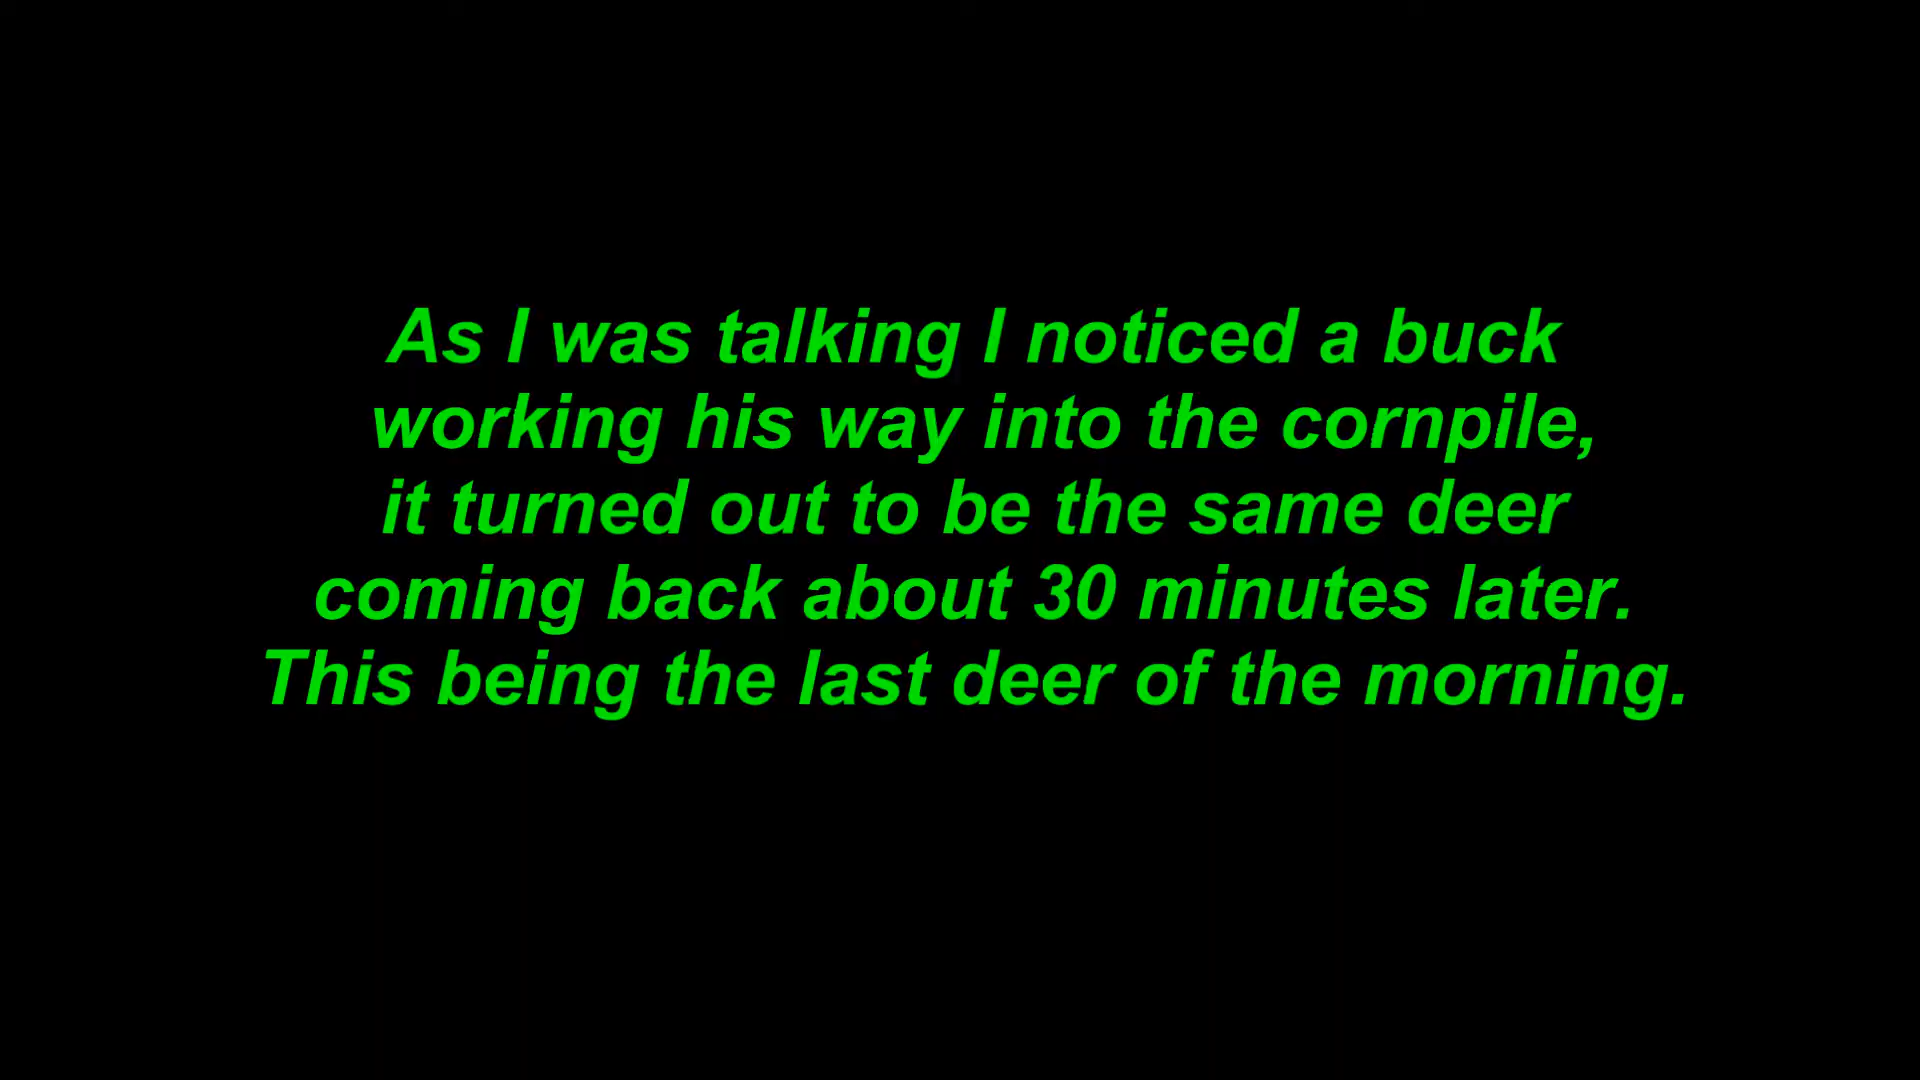 As I was talking I noticed a buck
working his way into the cornpile,
it turned out to be the same deer
coming back about 30 minutes later.
This being the last deer of the morning.